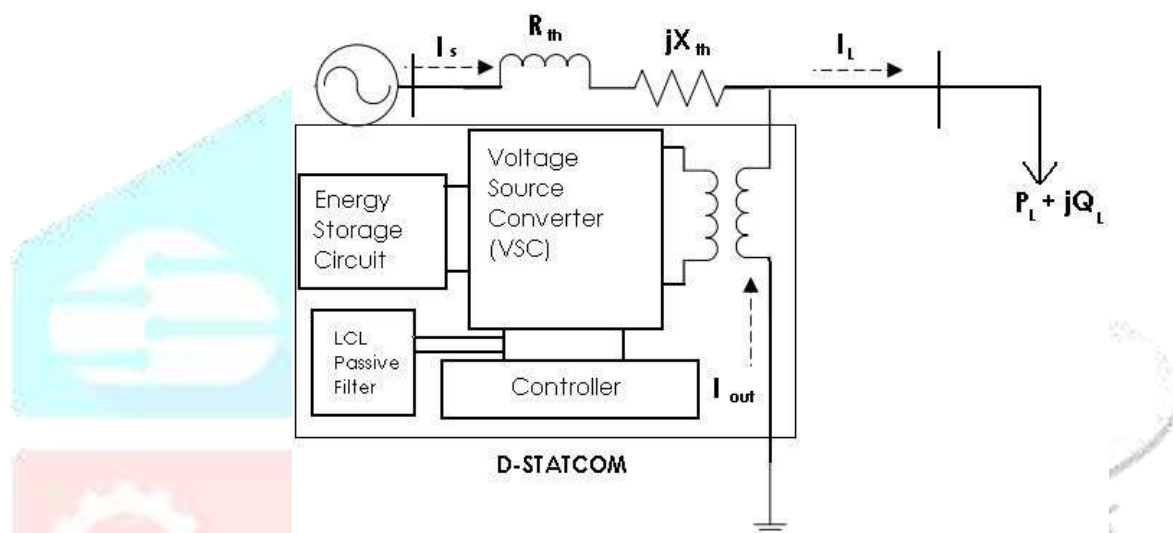 R th
jX th
I s
I L
Voltage
Source
Converter
(VSC)
Energy
Storage
Circuit
P L + jQ L
LCL
Passive
Filter
Controller
I out
D-STATCOM